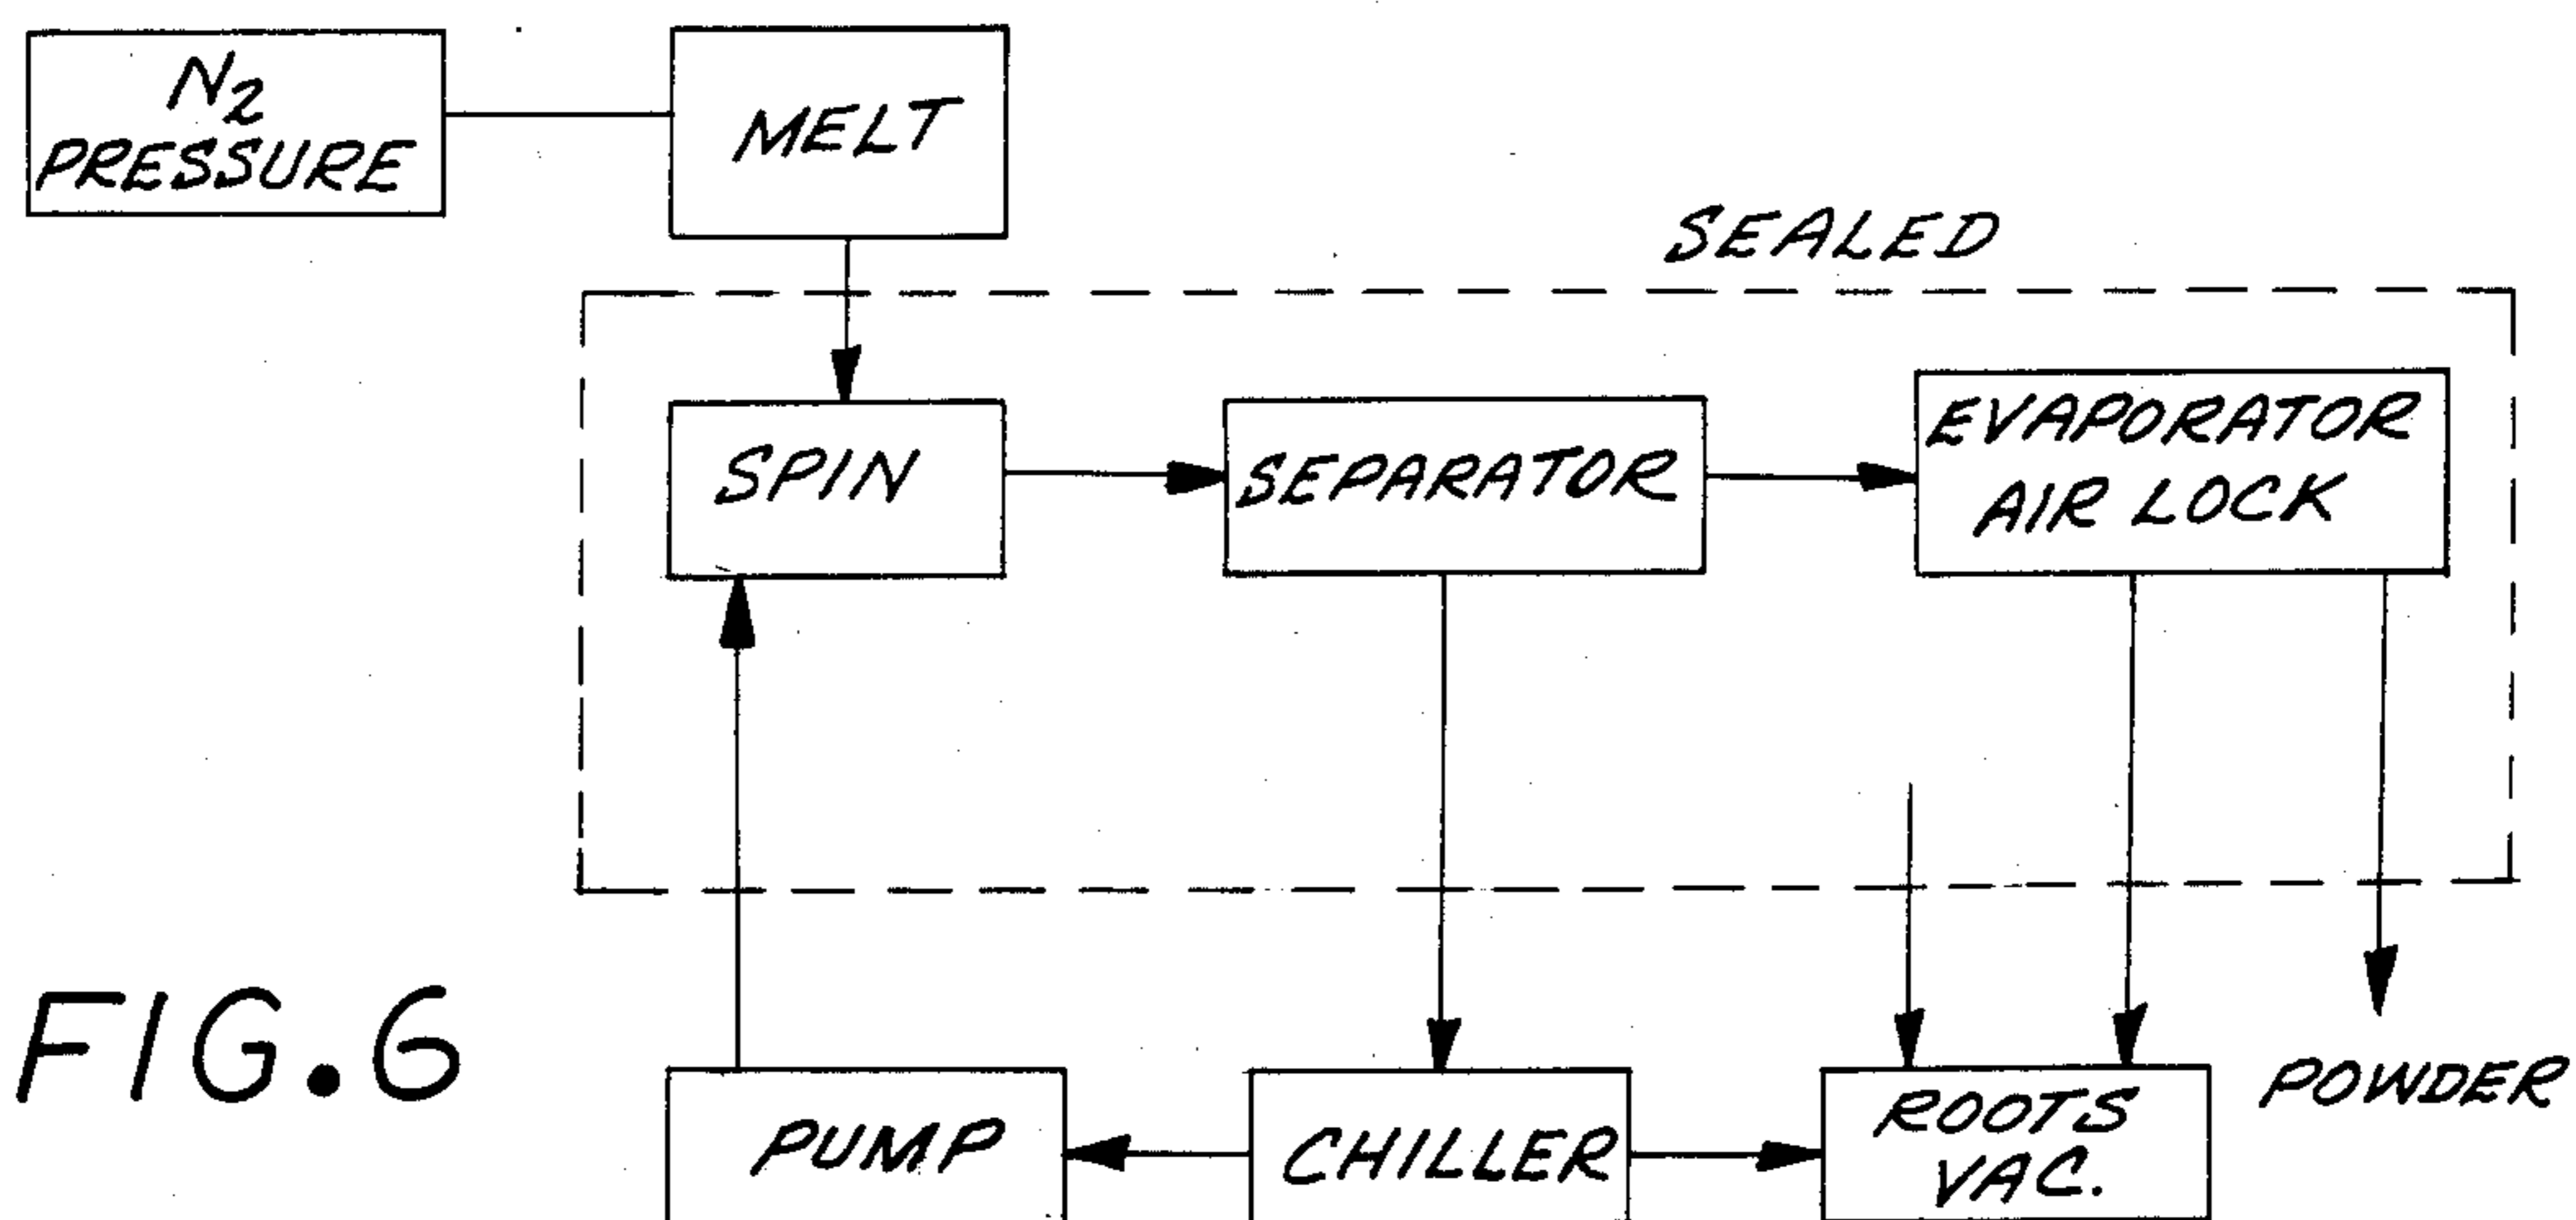 N2
PRESSURE
MELT
SEALED
SPIN
SEPARATOR
EVAPORATOR
AIR LOCK
FIG.6
PUMP
CHILLER
ROOTS
VAC.
POWDER